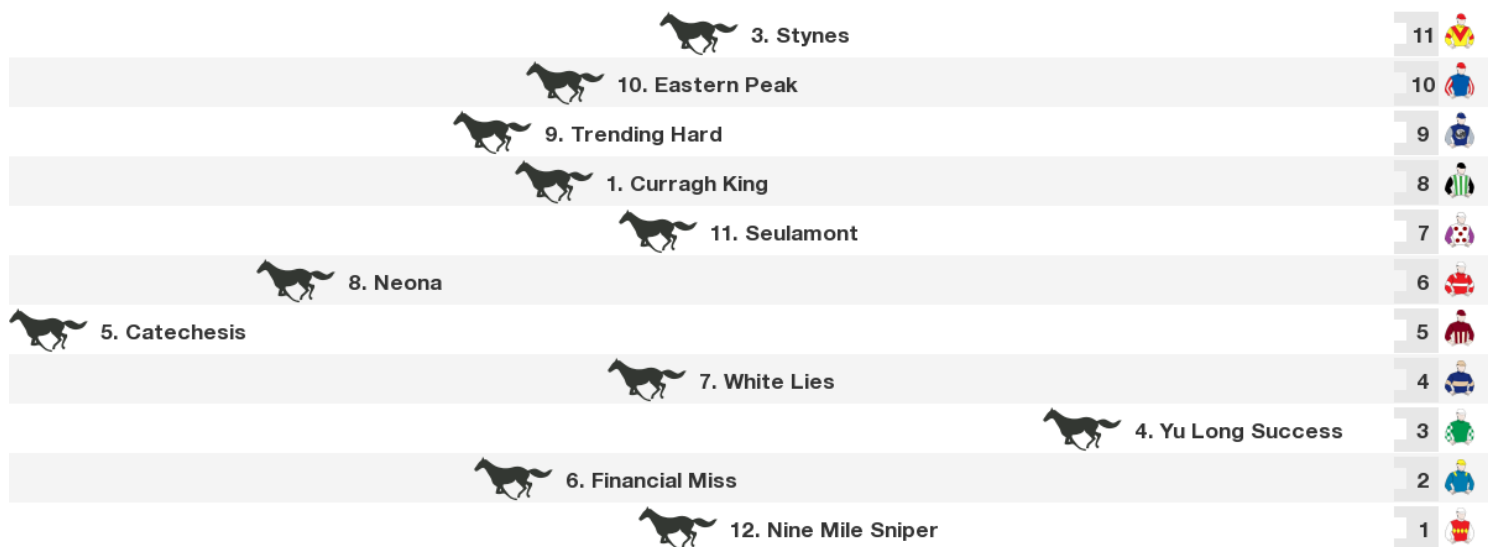 3. Stynes 11
10. Eastern Peak 10
9. Trending Hard 9
1. Curragh King 8
11. Seulamont 7
8. Neona 6
5. Catechesis 5
7. White Lies 4
4. Yu Long Success 3
6. Financial Miss 2
12. Nine Mile Sniper 1